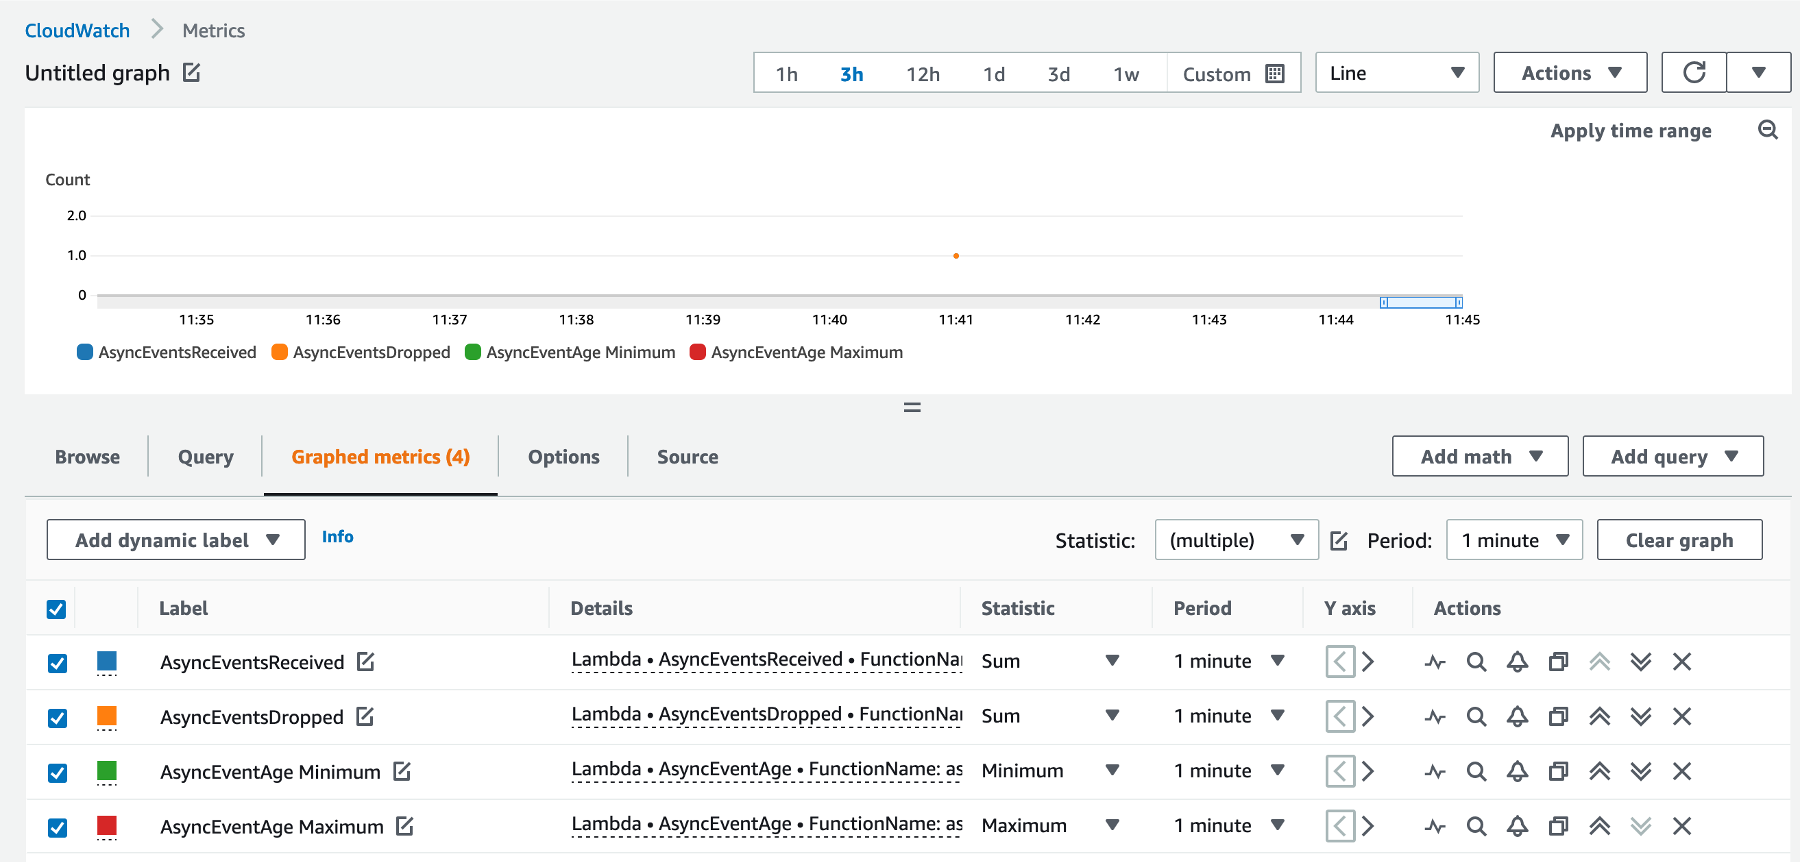 CloudWatch > Metrics
Untitled graph
1h 3h 12h 1d 3d 1w Custom Line Actions
Apply time range
Count
2.0
1.0
0
11:35 11:36 11:37 11:38 11:39 11:40 11:41 11:42 11:43 11:44 11:45
AsyncEventsReceived AsyncEventsDropped AsyncEventAge Minimum AsyncEventAge Maximum
Browse Query Graphed metrics (4) Options Source Add math Add query
Add dynamic label Info Statistic: (multiple) Period: 1 minute Clear graph
Label Details Statistic Period Y axis Actions
AsyncEventsReceived Lambda • AsyncEventsReceived • FunctionNa Sum 1 minute
AsyncEventsDropped Lambda • AsyncEventsDropped • FunctionNa Sum 1 minute
AsyncEventAge Minimum Lambda • AsyncEventAge • FunctionName: as Minimum 1 minute
AsyncEventAge Maximum Lambda • AsyncEventAge • FunctionName: as Maximum 1 minute